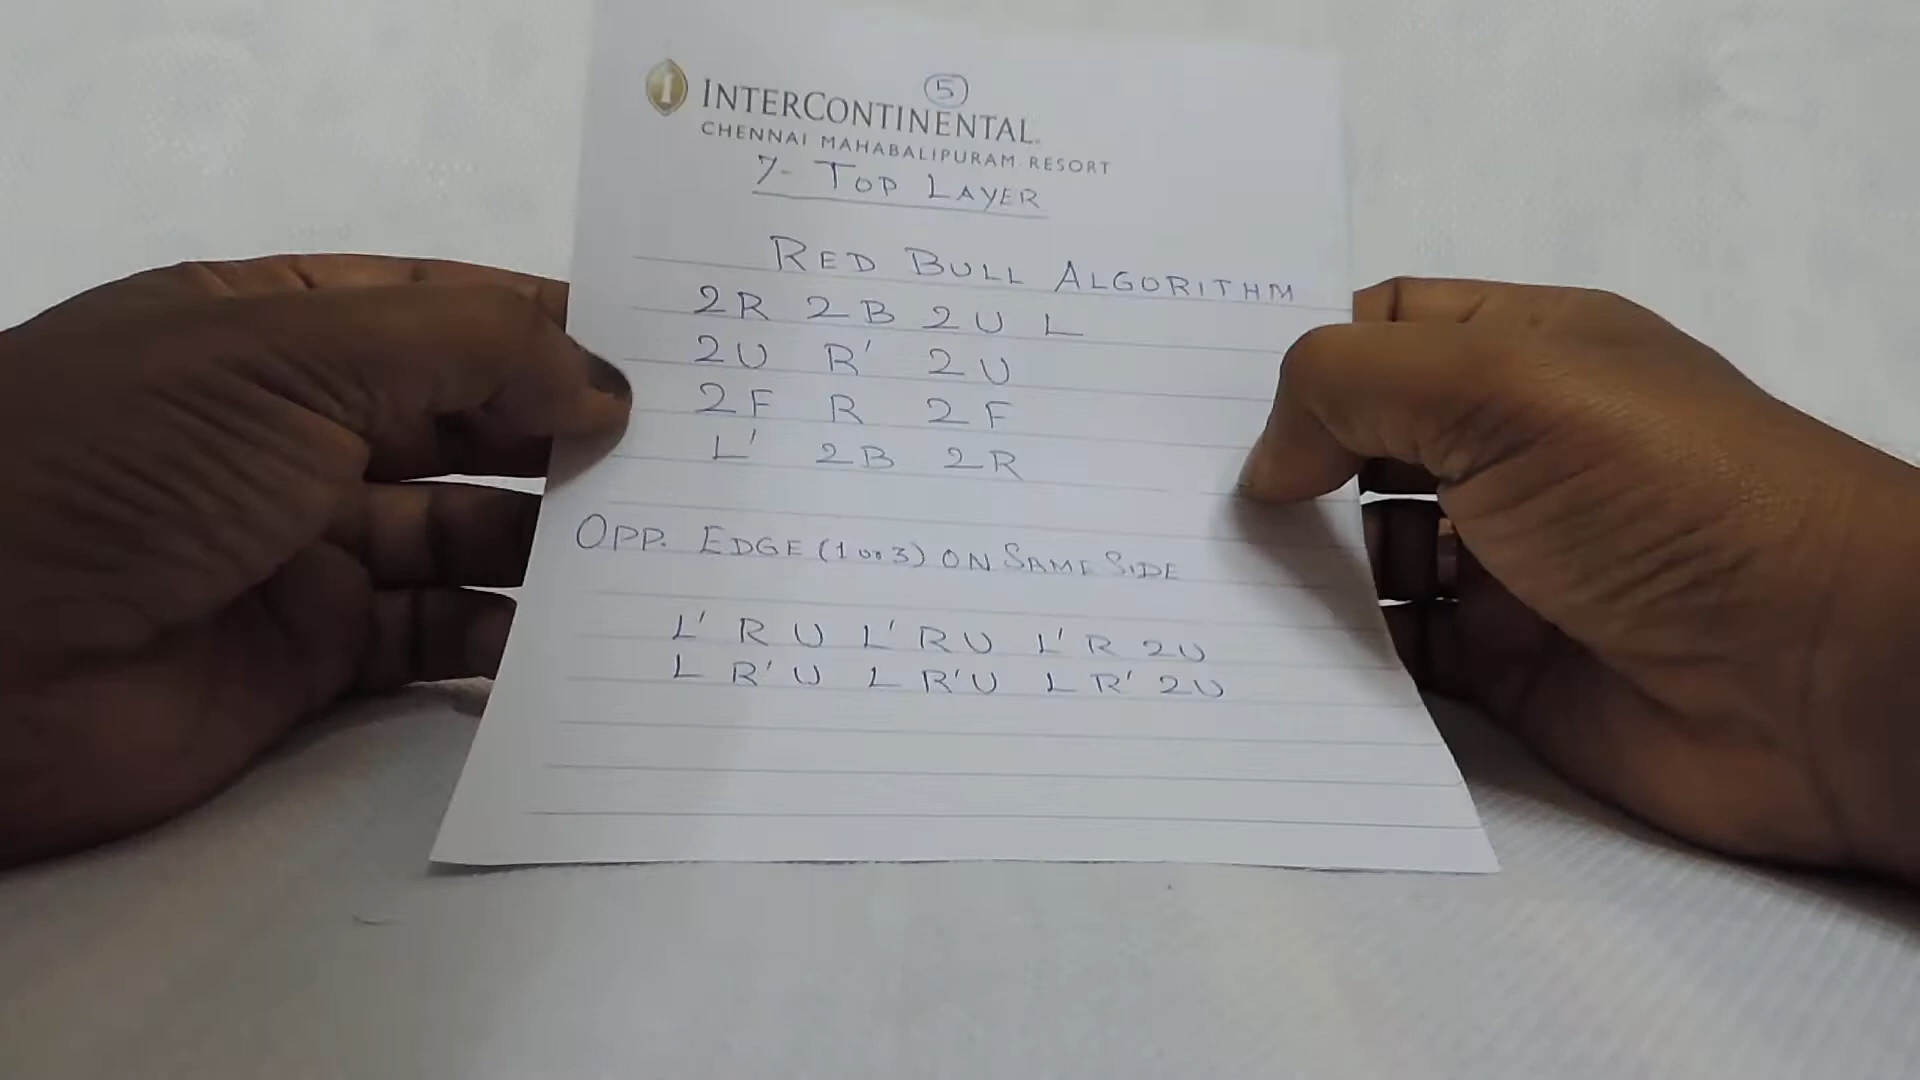 5
INTERCONTINENTAL.
CHENNAI MAHABALIPURAM RESORT
7- TOP LAYER
RED BULL ALGORITHM
2R 2B 2U L
2U R' 2U
2F R 2F
L' 2B 2R
OPP. EDGE (1 or 3) ON SAME SIDE
L' R U L' R U L' R 2U
L R' U L R' U L R' 2U